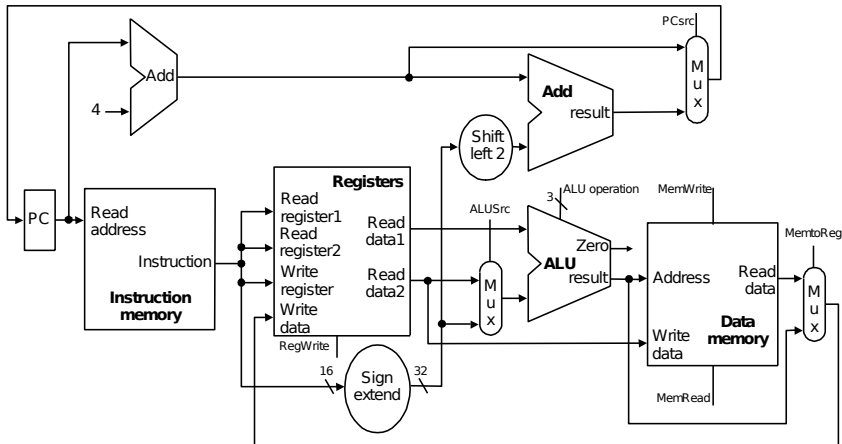 PCsrc
Add
4
M
u
x
Add
result
Shift
left 2
PC
Read
address
Instruction
Instruction
memory
Registers
Read
register1
Read
register2
Write
register
Write
data
Read
data1
Read
data2
RegWrite
16
Sign
extend
32
ALUSrc
M
u
x
3
ALU operation
Zero
ALU
result
MemWrite
Address
Read
data
Write
data
Data
memory
MemRead
MemtoReg
M
u
x